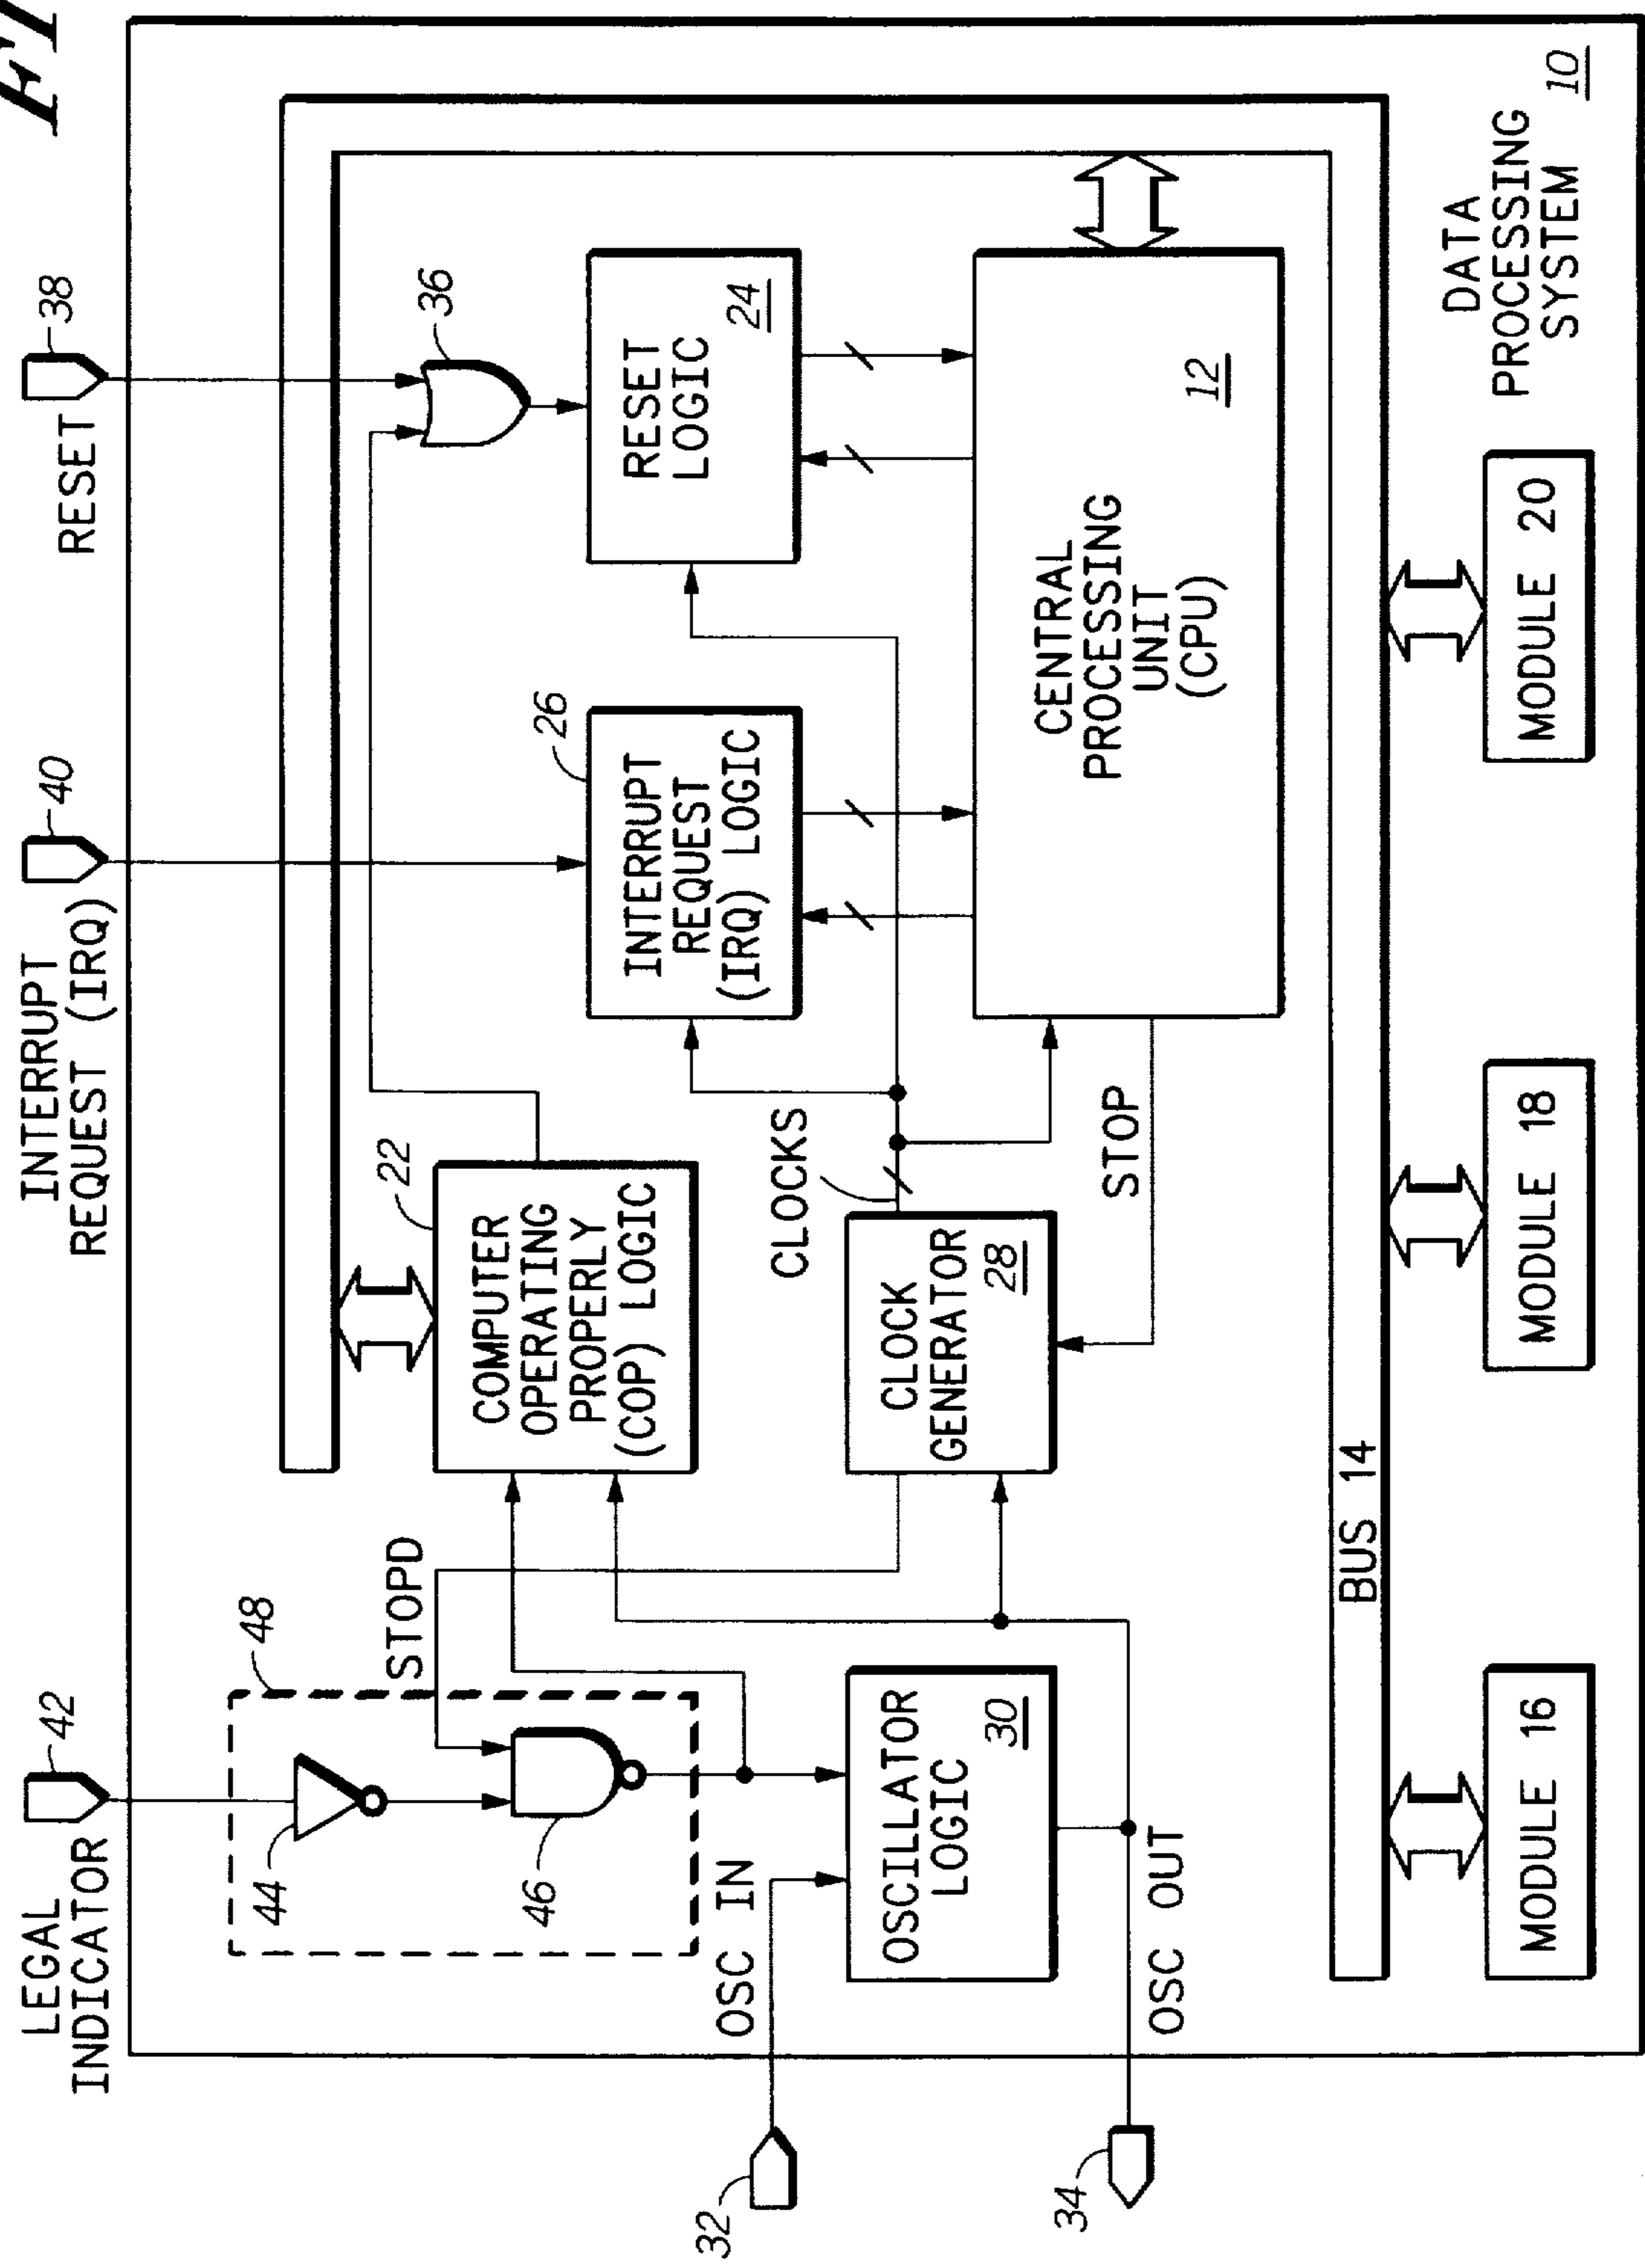 FI
LEGAL
INDICATOR
42
INTERRUPT
REQUEST (IRQ)
40
RESET
38
48
44
46
STOPD
22
COMPUTER
OPERATING
PROPERLY
(COP) LOGIC
26
INTERRUPT
REQUEST
(IRQ) LOGIC
36
RESET
LOGIC
24
32
OSC IN
OSCILLATOR
LOGIC
30
CLOCKS
CLOCK
GENERATOR
28
STOP
CENTRAL
PROCESSING
UNIT
(CPU)
12
34
OSC OUT
BUS 14
MODULE 16
MODULE 18
MODULE 20
DATA
PROCESSING
SYSTEM
10